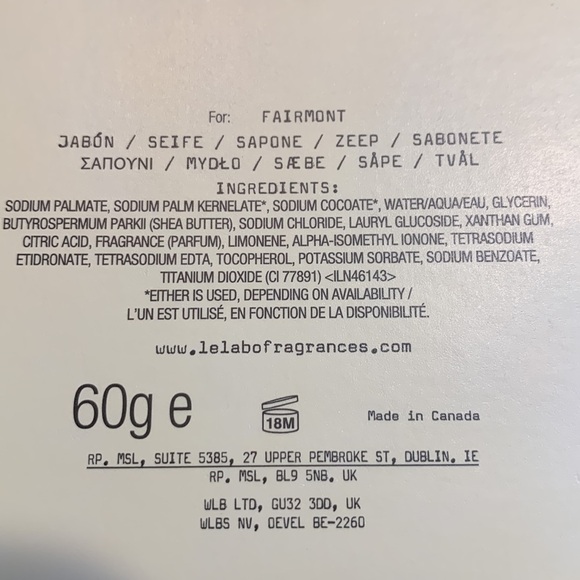 For: FAIRMONT
JABÓN / SEIFE / SAPONE / ZEEP / SABONETE
ΣΑΠΟΥΝΙ / MYDŁO / SÆBE / SÅPE / TVÅL
INGREDIENTS:
SODIUM PALMATE, SODIUM PALM KERNELATE*, SODIUM COCOATE*, WATER/AQUA/EAU, GLYCERIN,
BUTYROSPERMUM PARKII (SHEA BUTTER), SODIUM CHLORIDE, LAURYL GLUCOSIDE, XANTHAN GUM,
CITRIC ACID, FRAGRANCE (PARFUM), LIMONENE, ALPHA-ISOMETHYL IONONE, TETRASODIUM
ETIDRONATE, TETRASODIUM EDTA, TOCOPHEROL, POTASSIUM SORBATE, SODIUM BENZOATE,
TITANIUM DIOXIDE (CI 77891) <ILN46143>
*EITHER IS USED, DEPENDING ON AVAILABILITY /
L'UN EST UTILISÉ, EN FONCTION DE LA DISPONIBILITÉ.
www.lelabofragrances.com
60g e
18M
Made in Canada
RP. MSL, SUITE 5385, 27 UPPER PEMBROKE ST, DUBLIN. IE
RP. MSL, BL9 5NB. UK
WLB LTD, GU32 3DD, UK
WLBS NV, OEVEL BE-2260